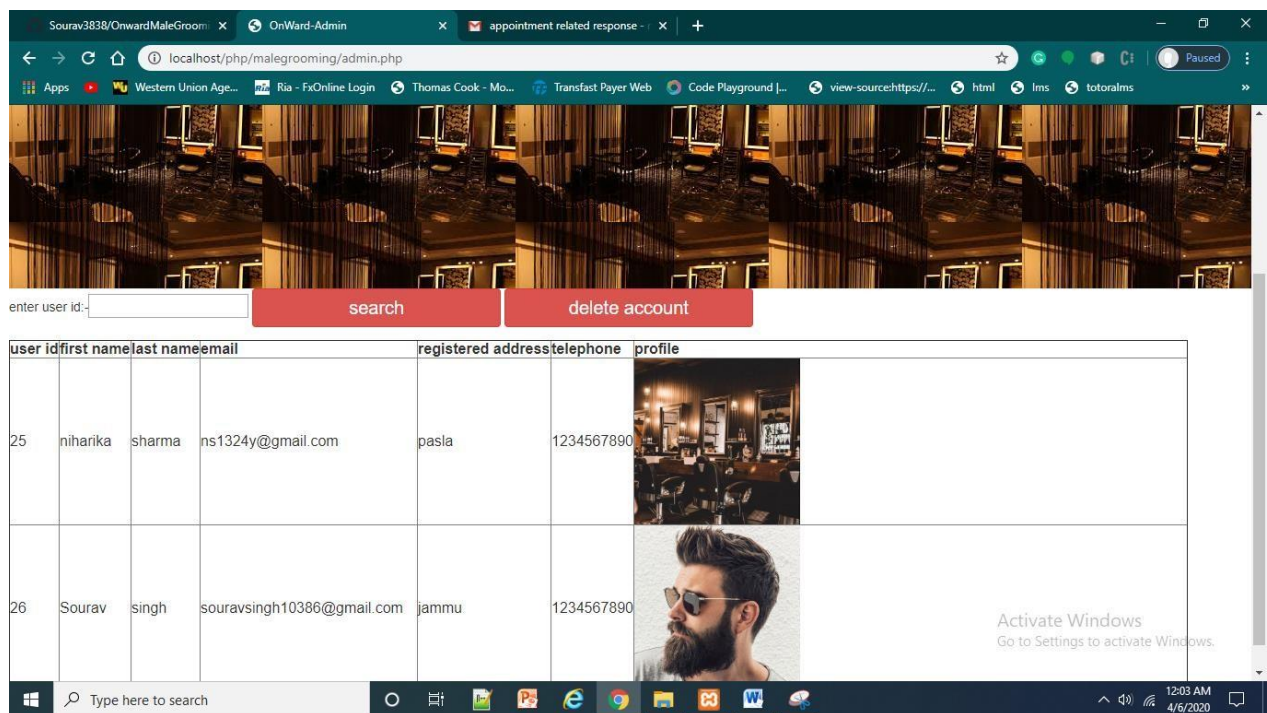 Sourav3838/OnwardMaleGroomi
OnWard-Admin
appointment related response -
localhost/php/malegrooming/admin.php
Paused
Apps
Western Union Age...
Ria - FxOnline Login
Thomas Cook - Mo...
Transfast Payer Web
Code Playground |...
view-source:https://...
html
lms
totoralms
»
enter user id:-
search
delete account
user id first name last name email registered address telephone profile
25 niharika sharma ns1324y@gmail.com pasla 1234567890
26 Sourav singh souravsingh10386@gmail.com jammu 1234567890
Activate Windows
Go to Settings to activate Windows.
Type here to search
12:03 AM
4/6/2020